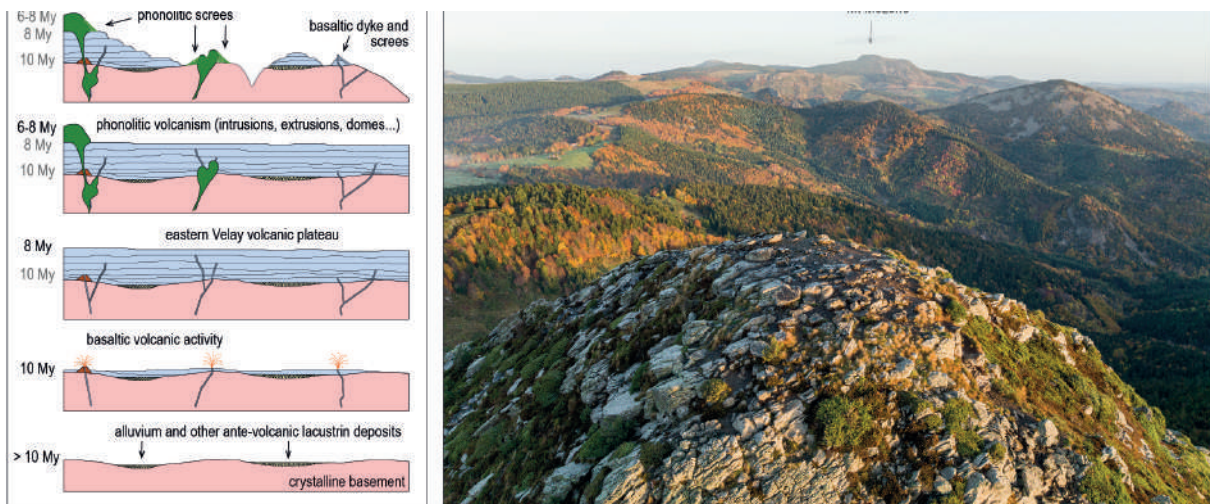 phonolitic screes
6-8 My
8 My
10 My
basaltic dyke and
screes
phonolitic volcanism (intrusions, extrusions, domes...)
6-8 My
8 My
10 My
eastern Velay volcanic plateau
8 My
10 My
basaltic volcanic activity
10 My
alluvium and other ante-volcanic lacustrin deposits
> 10 My
crystalline basement